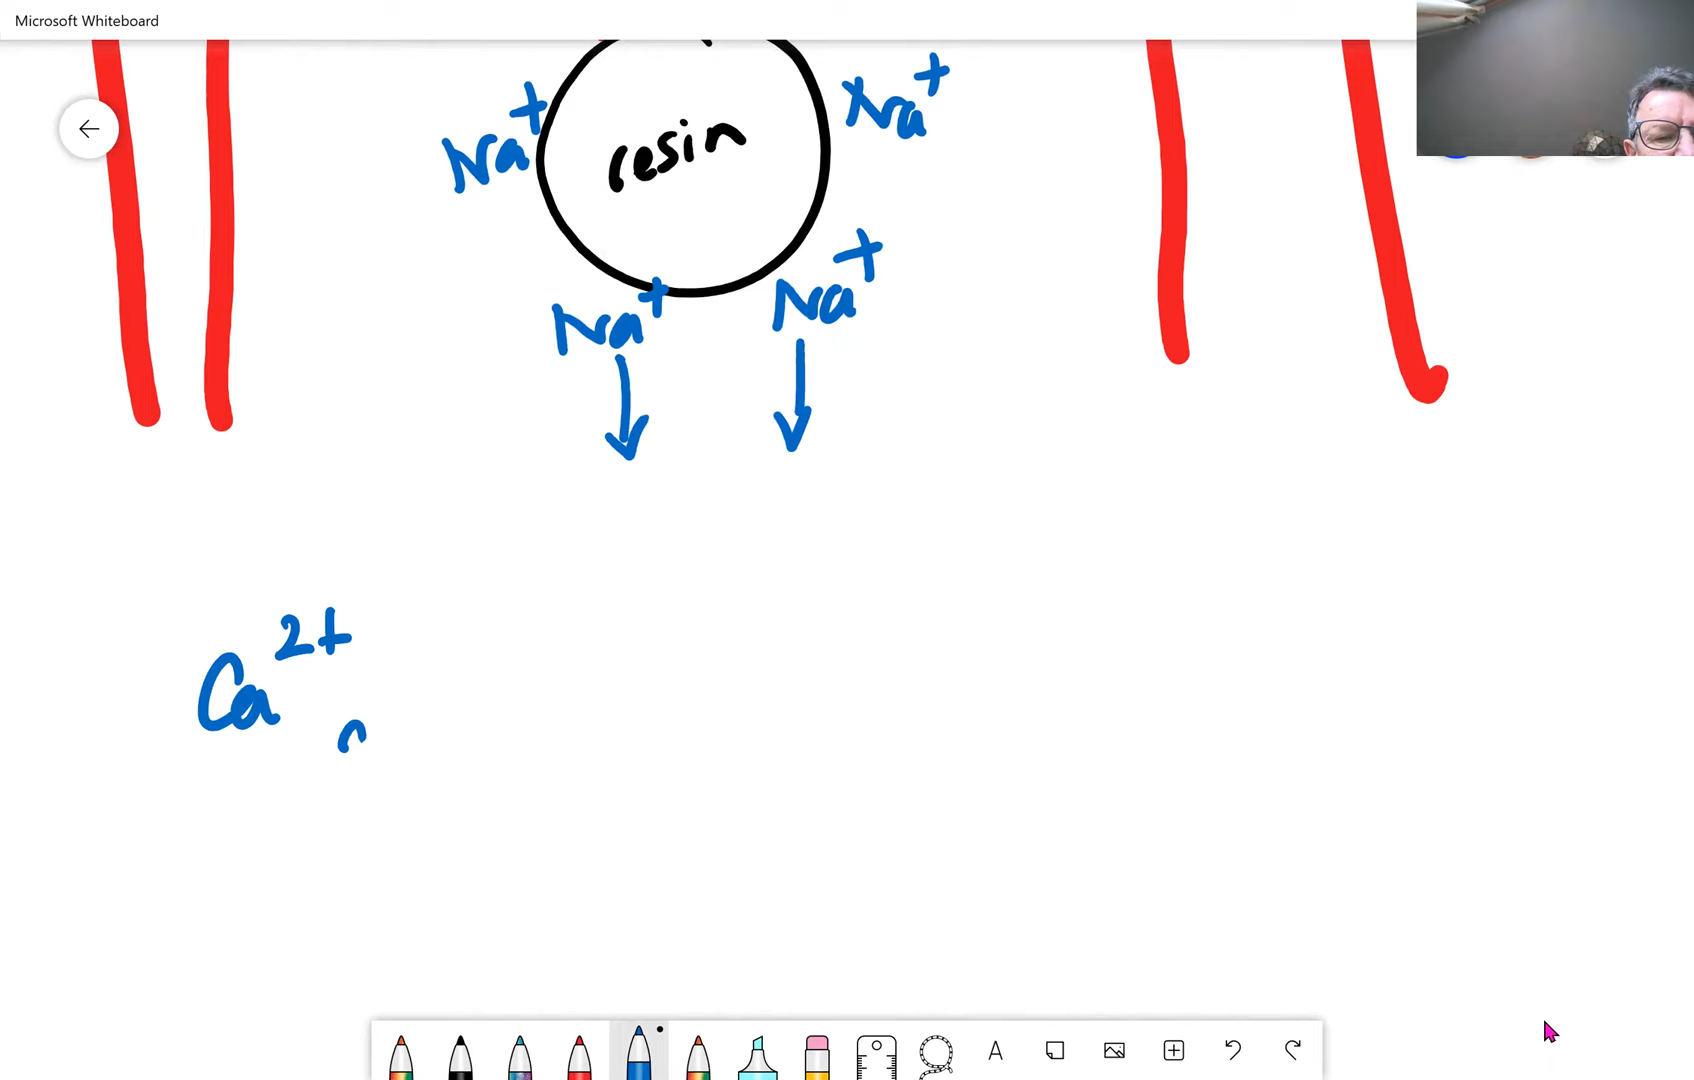 Microsoft Whiteboard
Na+ resin Na+
Na+ Na+
Ca2+
A